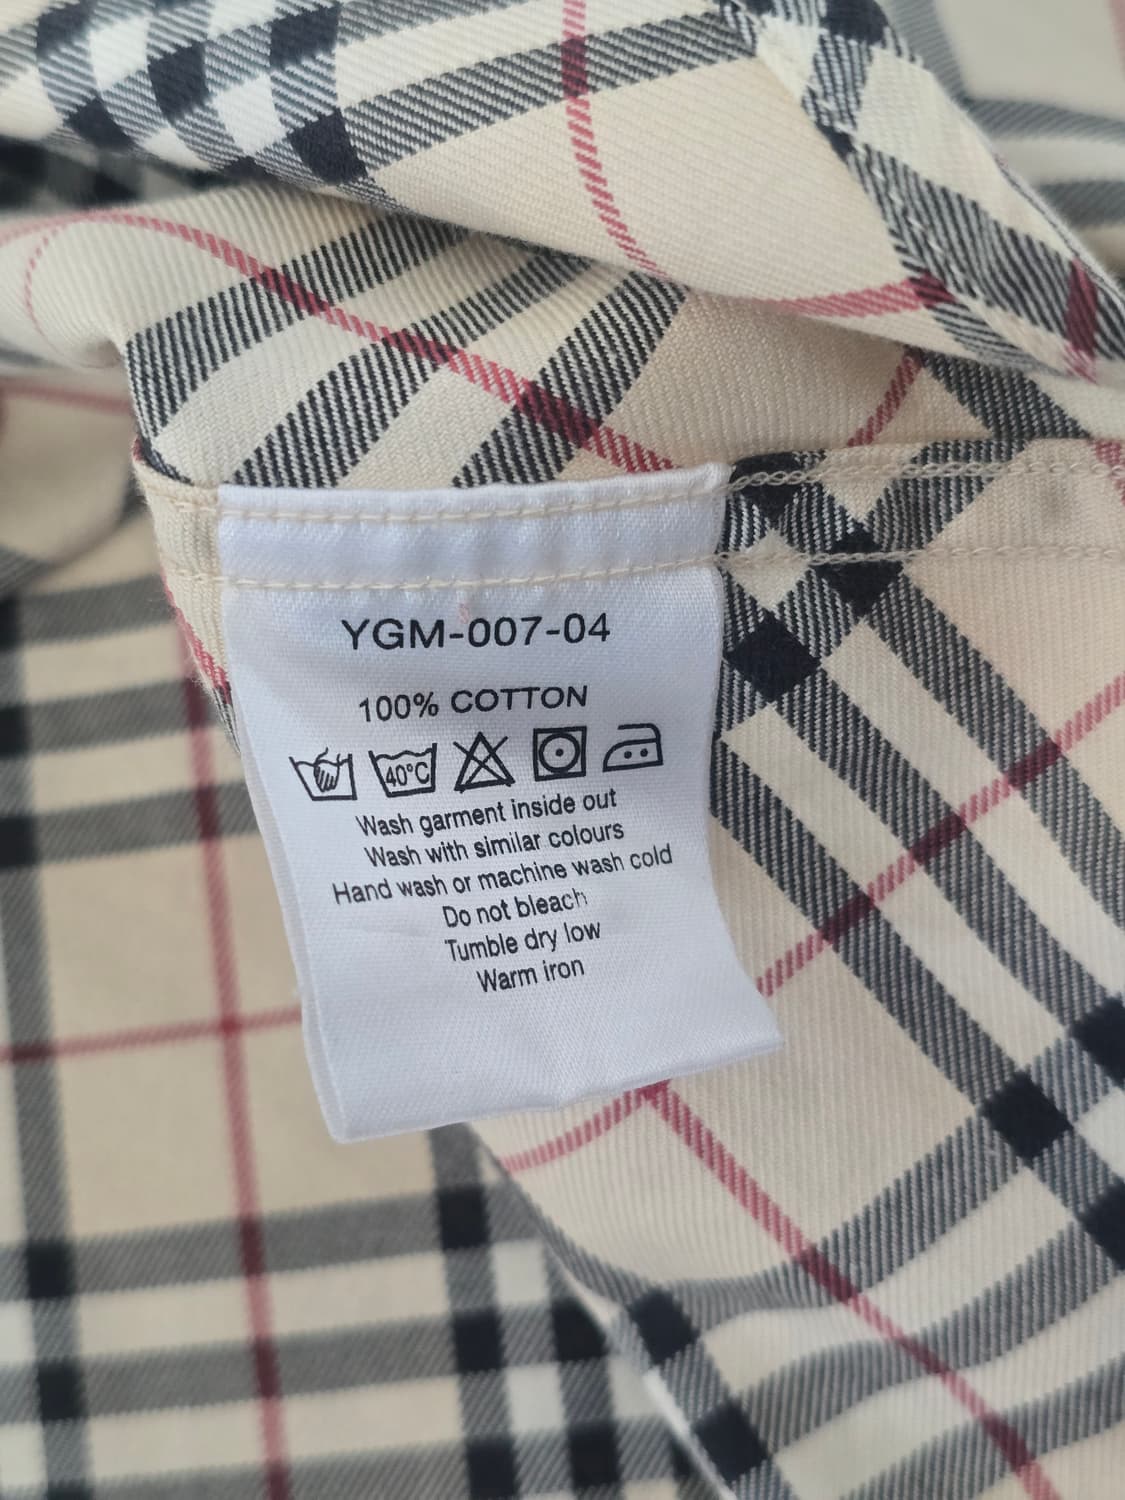 YGM-007-04
100% COTTON
40°C
Wash garment inside out
Wash with similar colours
Hand wash or machine wash cold
Do not bleach
Tumble dry low
Warm iron